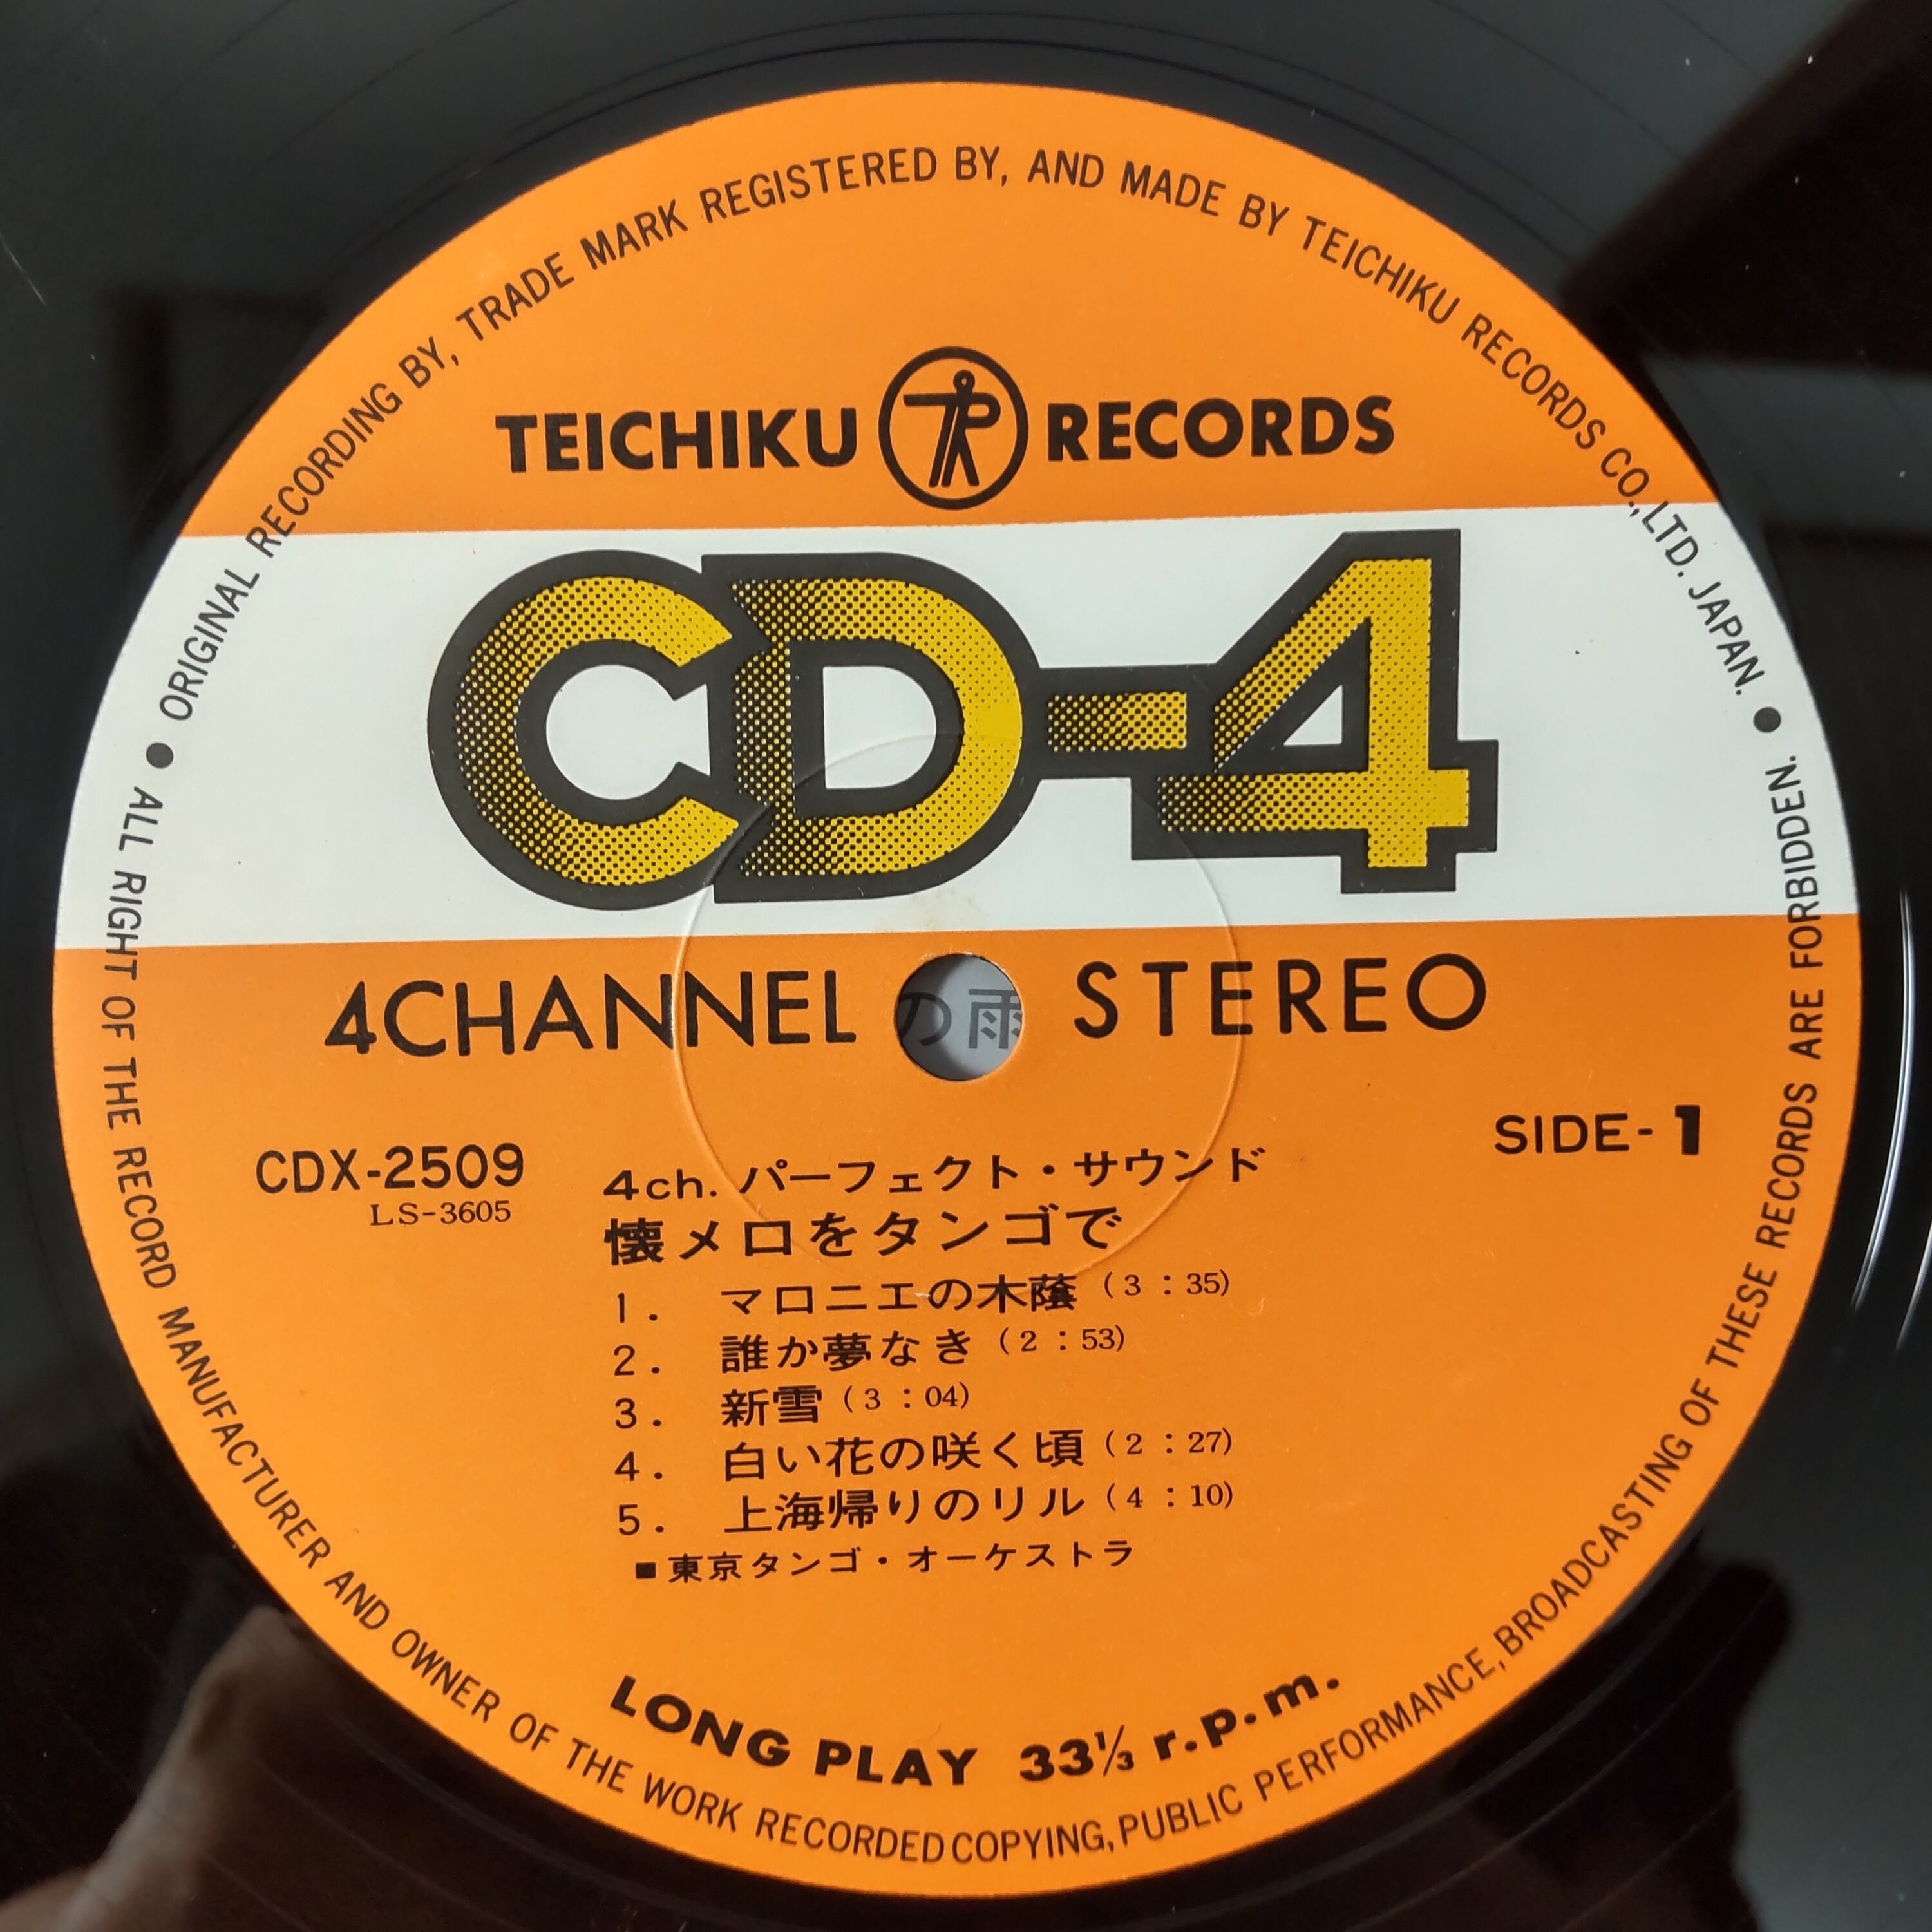 ORIGINAL RECORDING BY, TRADE MARK REGISTERED BY, AND MADE BY TEICHIKU RECORDS CO.,LTD. JAPAN.
TEICHIKU RECORDS
CD-4
4CHANNEL STEREO
の雨
SIDE-1
CDX-2509
LS-3605
4ch. パーフェクト・サウンド
懐メロをタンゴで
1. マロニエの木蔭 (3:35)
2. 誰か夢なき (2:53)
3. 新雪 (3:04)
4. 白い花の咲く頃 (2:27)
5. 上海帰りのリル (4:10)
■東京タンゴ・オーケストラ
LONG PLAY 33⅓ r.p.m.
ALL RIGHT OF THE RECORD MANUFACTURER AND OWNER OF THE WORK RECORDED COPYING, PUBLIC PERFORMANCE, BROADCASTING OF THESE RECORDS ARE FORBIDDEN.